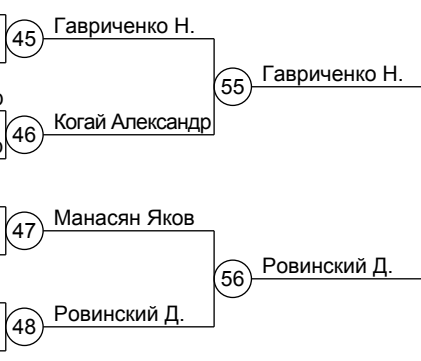 45 Гавриченко Н.
55 Гавриченко Н.
46 Когай Александр
47 Манасян Яков
56 Ровинский Д.
48 Ровинский Д.